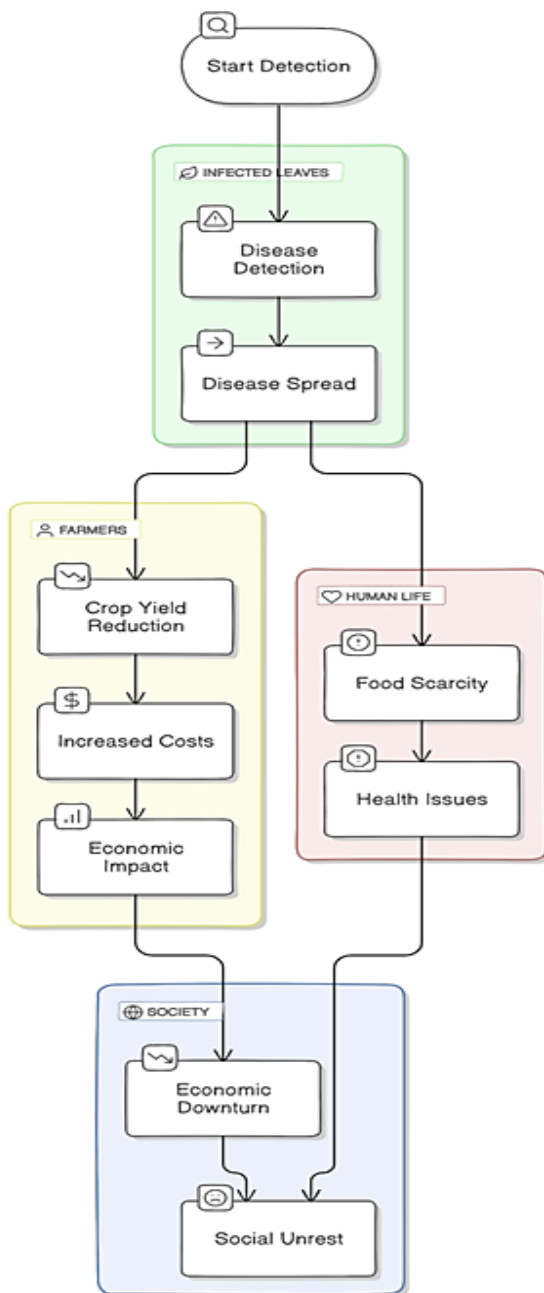 Start Detection
INFECTED LEAVES
Disease
Detection
Disease Spread
FARMERS
Crop Yield
Reduction
Increased Costs
Economic
Impact
HUMAN LIFE
Food Scarcity
Health Issues
SOCIETY
Economic
Downturn
Social Unrest